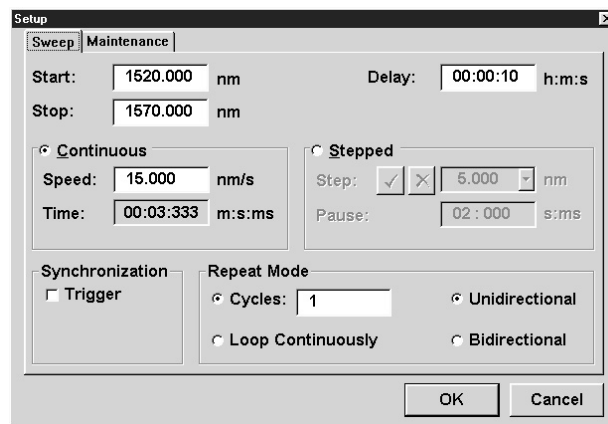 Setup
Sweep Maintenance
Start: 1520.000 nm Delay: 00:00:10 h:m:s
Stop: 1570.000 nm
Continuous Stepped
Speed: 15.000 nm/s Step: 5.000 nm
Time: 00:03:333 m:s:ms Pause: 02 : 000 s:ms
Synchronization Repeat Mode
Trigger Cycles: 1 Unidirectional
Loop Continuously Bidirectional
OK Cancel